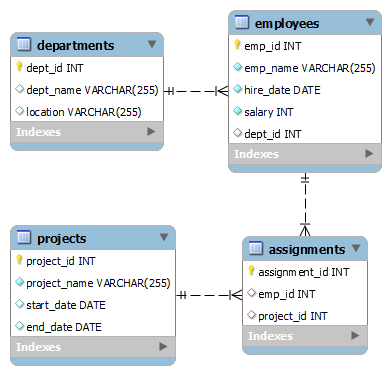 departments
dept_id INT
dept_name VARCHAR(255)
location VARCHAR(255)
Indexes
employees
emp_id INT
emp_name VARCHAR(255)
hire_date DATE
salary INT
dept_id INT
Indexes
projects
project_id INT
project_name VARCHAR(255)
start_date DATE
end_date DATE
Indexes
assignments
assignment_id INT
emp_id INT
project_id INT
Indexes